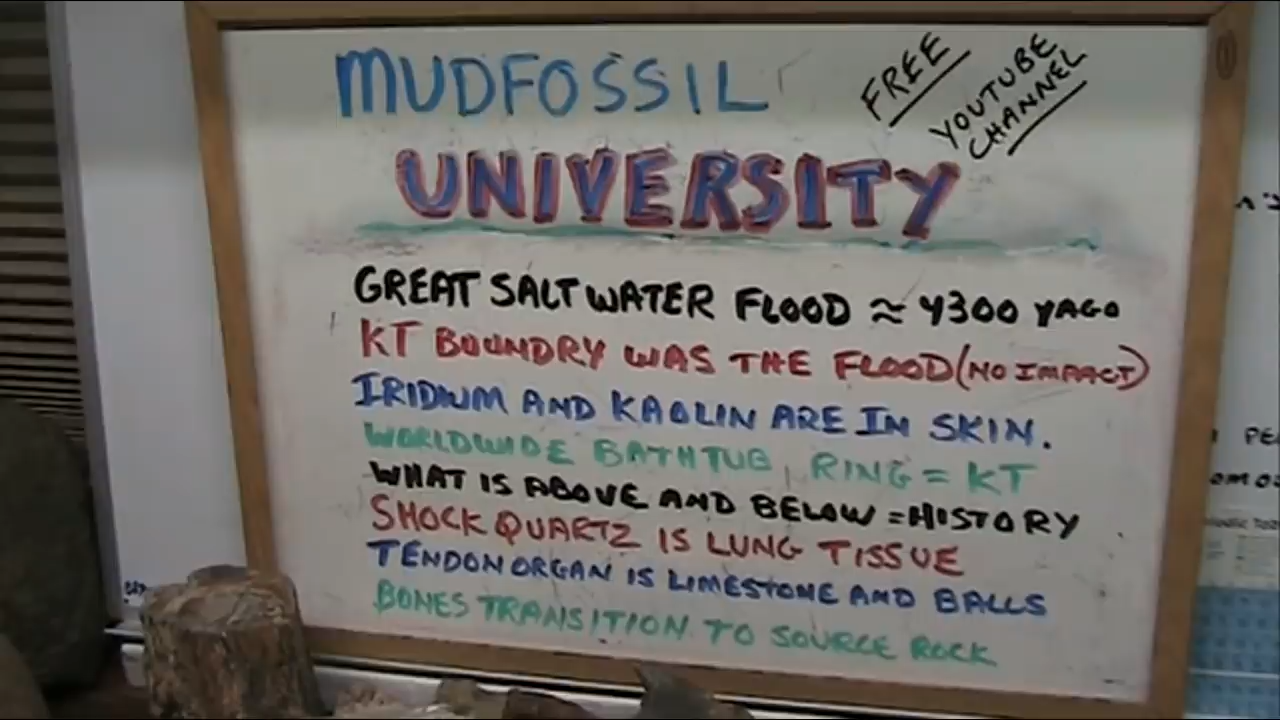 MUDFOSSIL
UNIVERSITY
FREE
YOUTUBE
CHANNEL
GREAT SALT WATER FLOOD ≈ 4300 YAGO
KT BOUNDRY WAS THE FLOOD (NO IMPACT)
IRIDIUM AND KAOLIN ARE IN SKIN.
WORLDWIDE BATHTUB RING = KT
WHAT IS ABOVE AND BELOW = HISTORY
SHOCK QUARTZ IS LUNG TISSUE
TENDON ORGAN IS LIMESTONE AND BALLS
BONES TRANSITION TO SOURCE ROCK